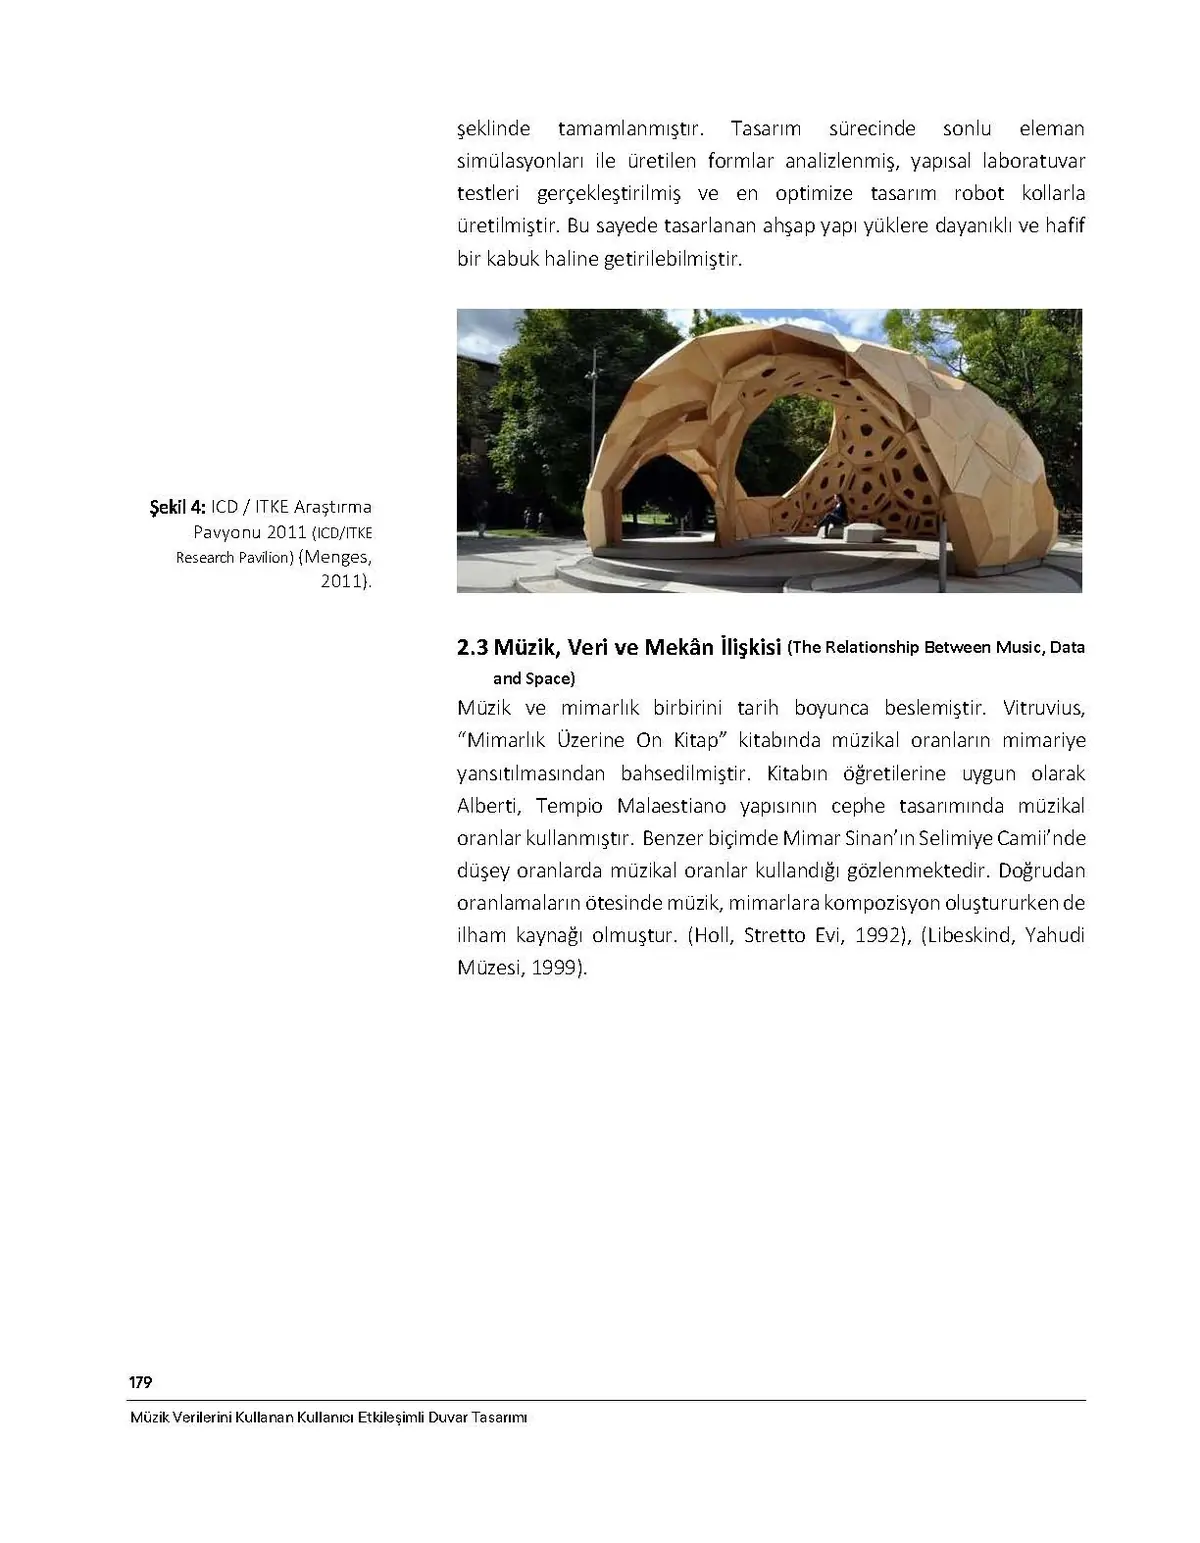 şeklinde tamamlanmıştır. Tasarım sürecinde sonlu eleman
simülasyonları ile üretilen formlar analizlenmiş, yapısal laboratuvar
testleri gerçekleştirilmiş ve en optimize tasarım robot kollarla
üretilmiştir. Bu sayede tasarlanan ahşap yapı yüklere dayanıklı ve hafif
bir kabuk haline getirilebilmiştir.
Şekil 4: ICD / ITKE Araştırma
Pavyonu 2011 (ICD/ITKE
Research Pavilion) (Menges,
2011).
2.3 Müzik, Veri ve Mekân İlişkisi (The Relationship Between Music, Data
and Space)
Müzik ve mimarlık birbirini tarih boyunca beslemiştir. Vitruvius,
“Mimarlık Üzerine On Kitap” kitabında müzikal oranların mimariye
yansıtılmasından bahsedilmiştir. Kitabın öğretilerine uygun olarak
Alberti, Tempio Malaestiano yapısının cephe tasarımında müzikal
oranlar kullanmıştır. Benzer biçimde Mimar Sinan’ın Selimiye Camii’nde
düşey oranlarda müzikal oranlar kullandığı gözlenmektedir. Doğrudan
oranlamaların ötesinde müzik, mimarlara kompozisyon oluştururken de
ilham kaynağı olmuştur. (Holl, Stretto Evi, 1992), (Libeskind, Yahudi
Müzesi, 1999).
179
Müzik Verilerini Kullanan Kullanıcı Etkileşimli Duvar Tasarımı